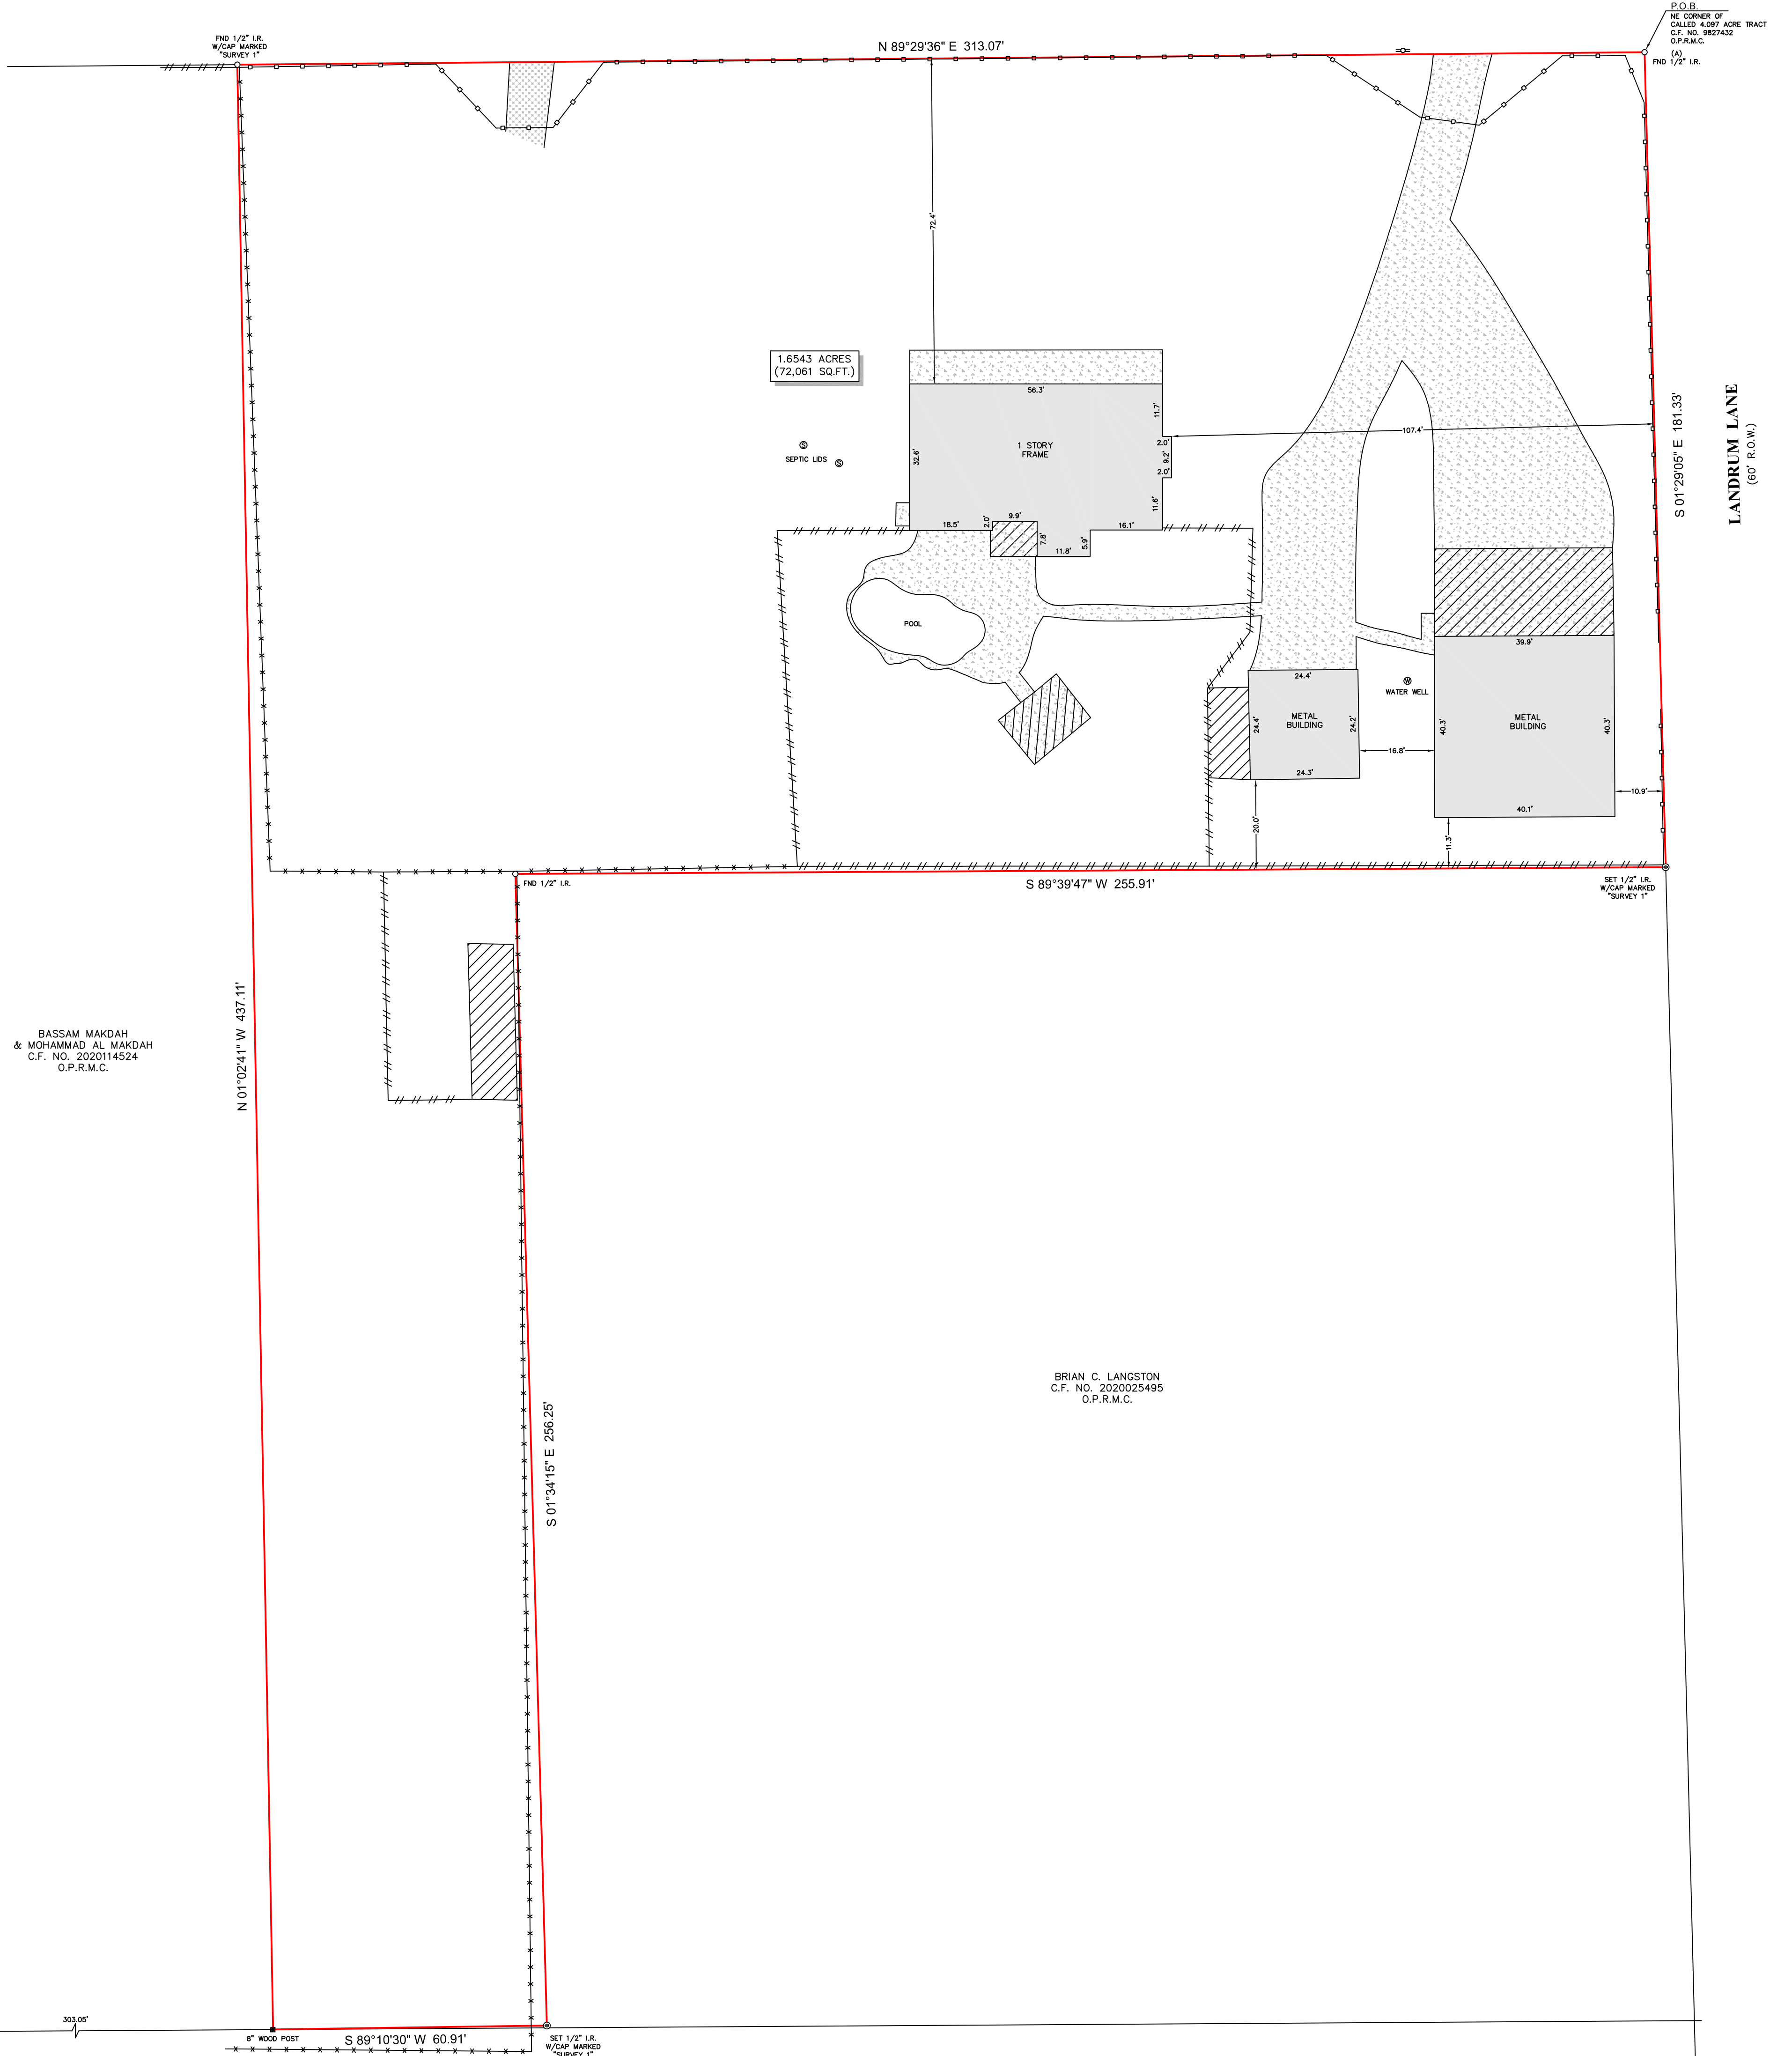 P.O.B.
NE CORNER OF
CALLED 4.097 ACRE TRACT
C.F. NO. 9827432
O.P.R.M.C.
(A)
FND 1/2" I.R.
FND 1/2" I.R.
W/CAP MARKED
"SURVEY 1"
N 89°29'36" E 313.07'
72.4'
1.6543 ACRES
(72,061 SQ.FT.)
56.3'
11.7'
2.0'
9.2'
2.0'
11.6'
107.4'
1 STORY
FRAME
32.6'
S
SEPTIC LIDS
S
S 01°29'05" E 181.33'
LANDRUM LANE
(60' R.O.W.)
18.5'
2.0'
9.9'
7.8'
11.8'
5.9'
16.1'
POOL
39.9'
24.4'
W
WATER WELL
METAL
BUILDING
24.4'
24.2'
24.3'
16.8'
40.3'
METAL
BUILDING
40.3'
40.1'
10.9'
20.0'
11.3'
FND 1/2" I.R.
S 89°39'47" W 255.91'
SET 1/2" I.R.
W/CAP MARKED
"SURVEY 1"
N 01°02'41" W 437.11'
BASSAM MAKDAH
& MOHAMMAD AL MAKDAH
C.F. NO. 2020114524
O.P.R.M.C.
BRIAN C. LANGSTON
C.F. NO. 2020025495
O.P.R.M.C.
S 01°34'15" E 256.25'
303.05'
8" WOOD POST
S 89°10'30" W 60.91'
SET 1/2" I.R.
W/CAP MARKED
"SURVEY 1"